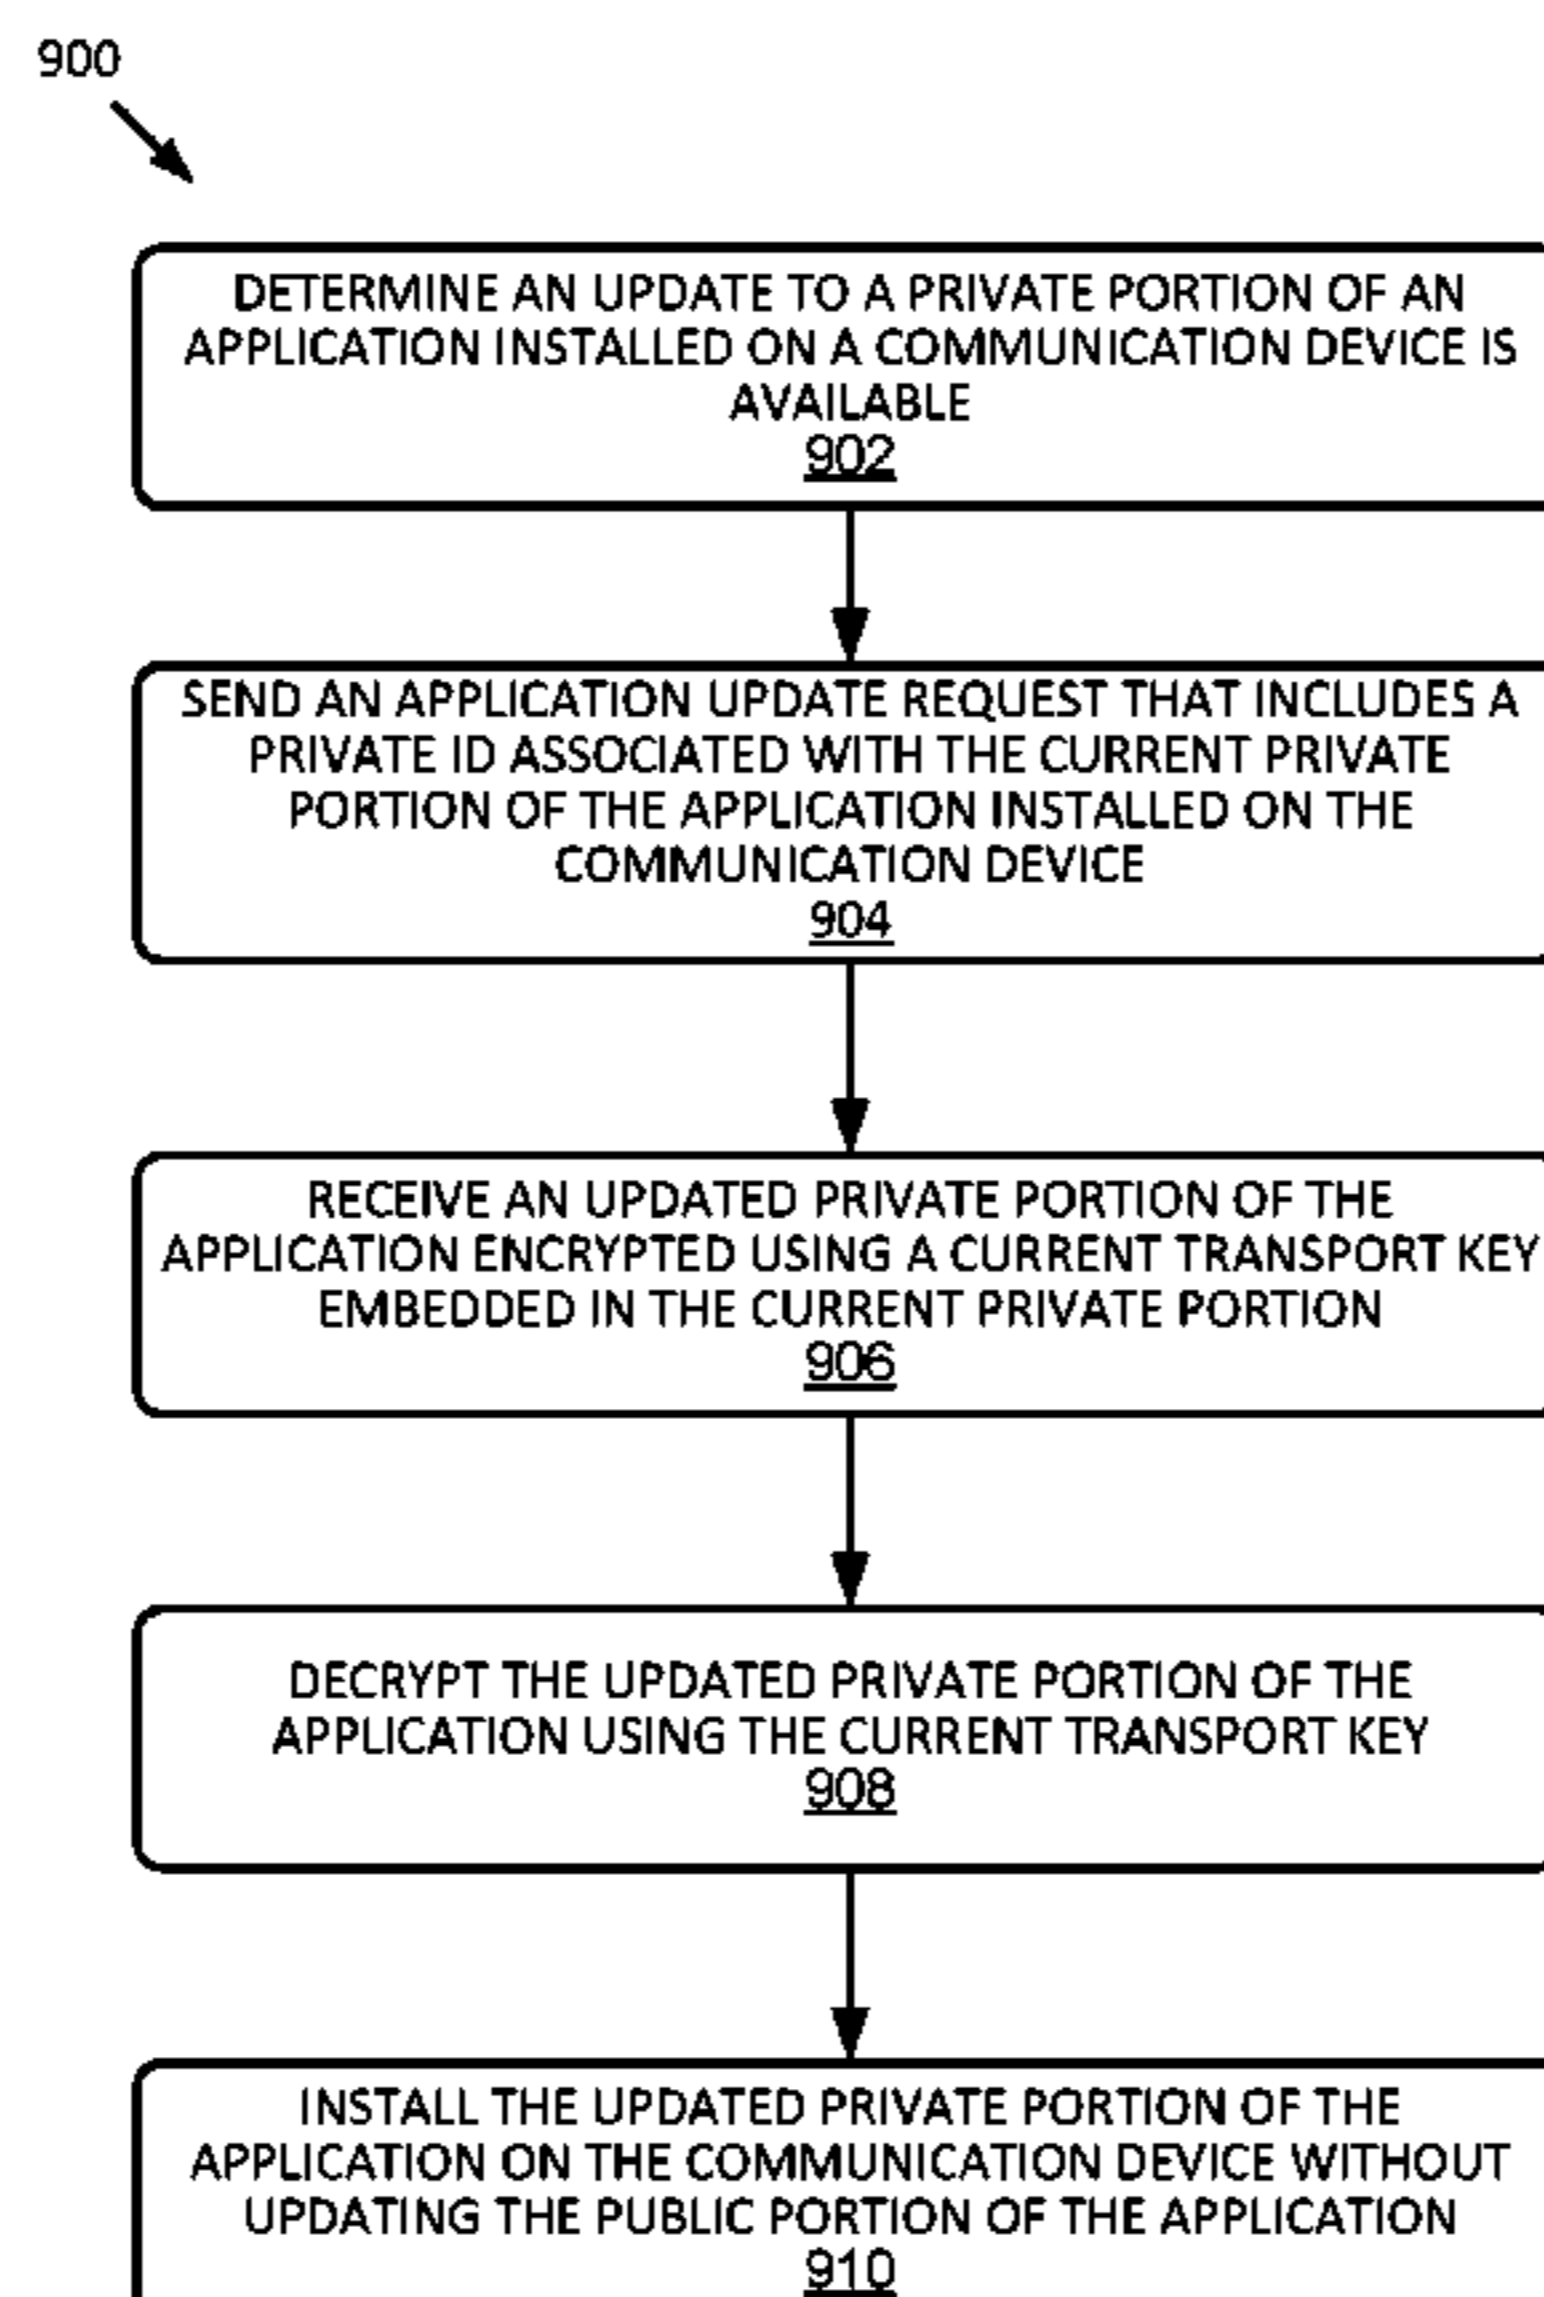 900
DETERMINE AN UPDATE TO A PRIVATE PORTION OF AN
APPLICATION INSTALLED ON A COMMUNICATION DEVICE IS
AVAILABLE
902
SEND AN APPLICATION UPDATE REQUEST THAT INCLUDES A
PRIVATE ID ASSOCIATED WITH THE CURRENT PRIVATE
PORTION OF THE APPLICATION INSTALLED ON THE
COMMUNICATION DEVICE
904
RECEIVE AN UPDATED PRIVATE PORTION OF THE
APPLICATION ENCRYPTED USING A CURRENT TRANSPORT KEY
EMBEDDED IN THE CURRENT PRIVATE PORTION
906
DECRYPT THE UPDATED PRIVATE PORTION OF THE
APPLICATION USING THE CURRENT TRANSPORT KEY
908
INSTALL THE UPDATED PRIVATE PORTION OF THE
APPLICATION ON THE COMMUNICATION DEVICE WITHOUT
UPDATING THE PUBLIC PORTION OF THE APPLICATION
910